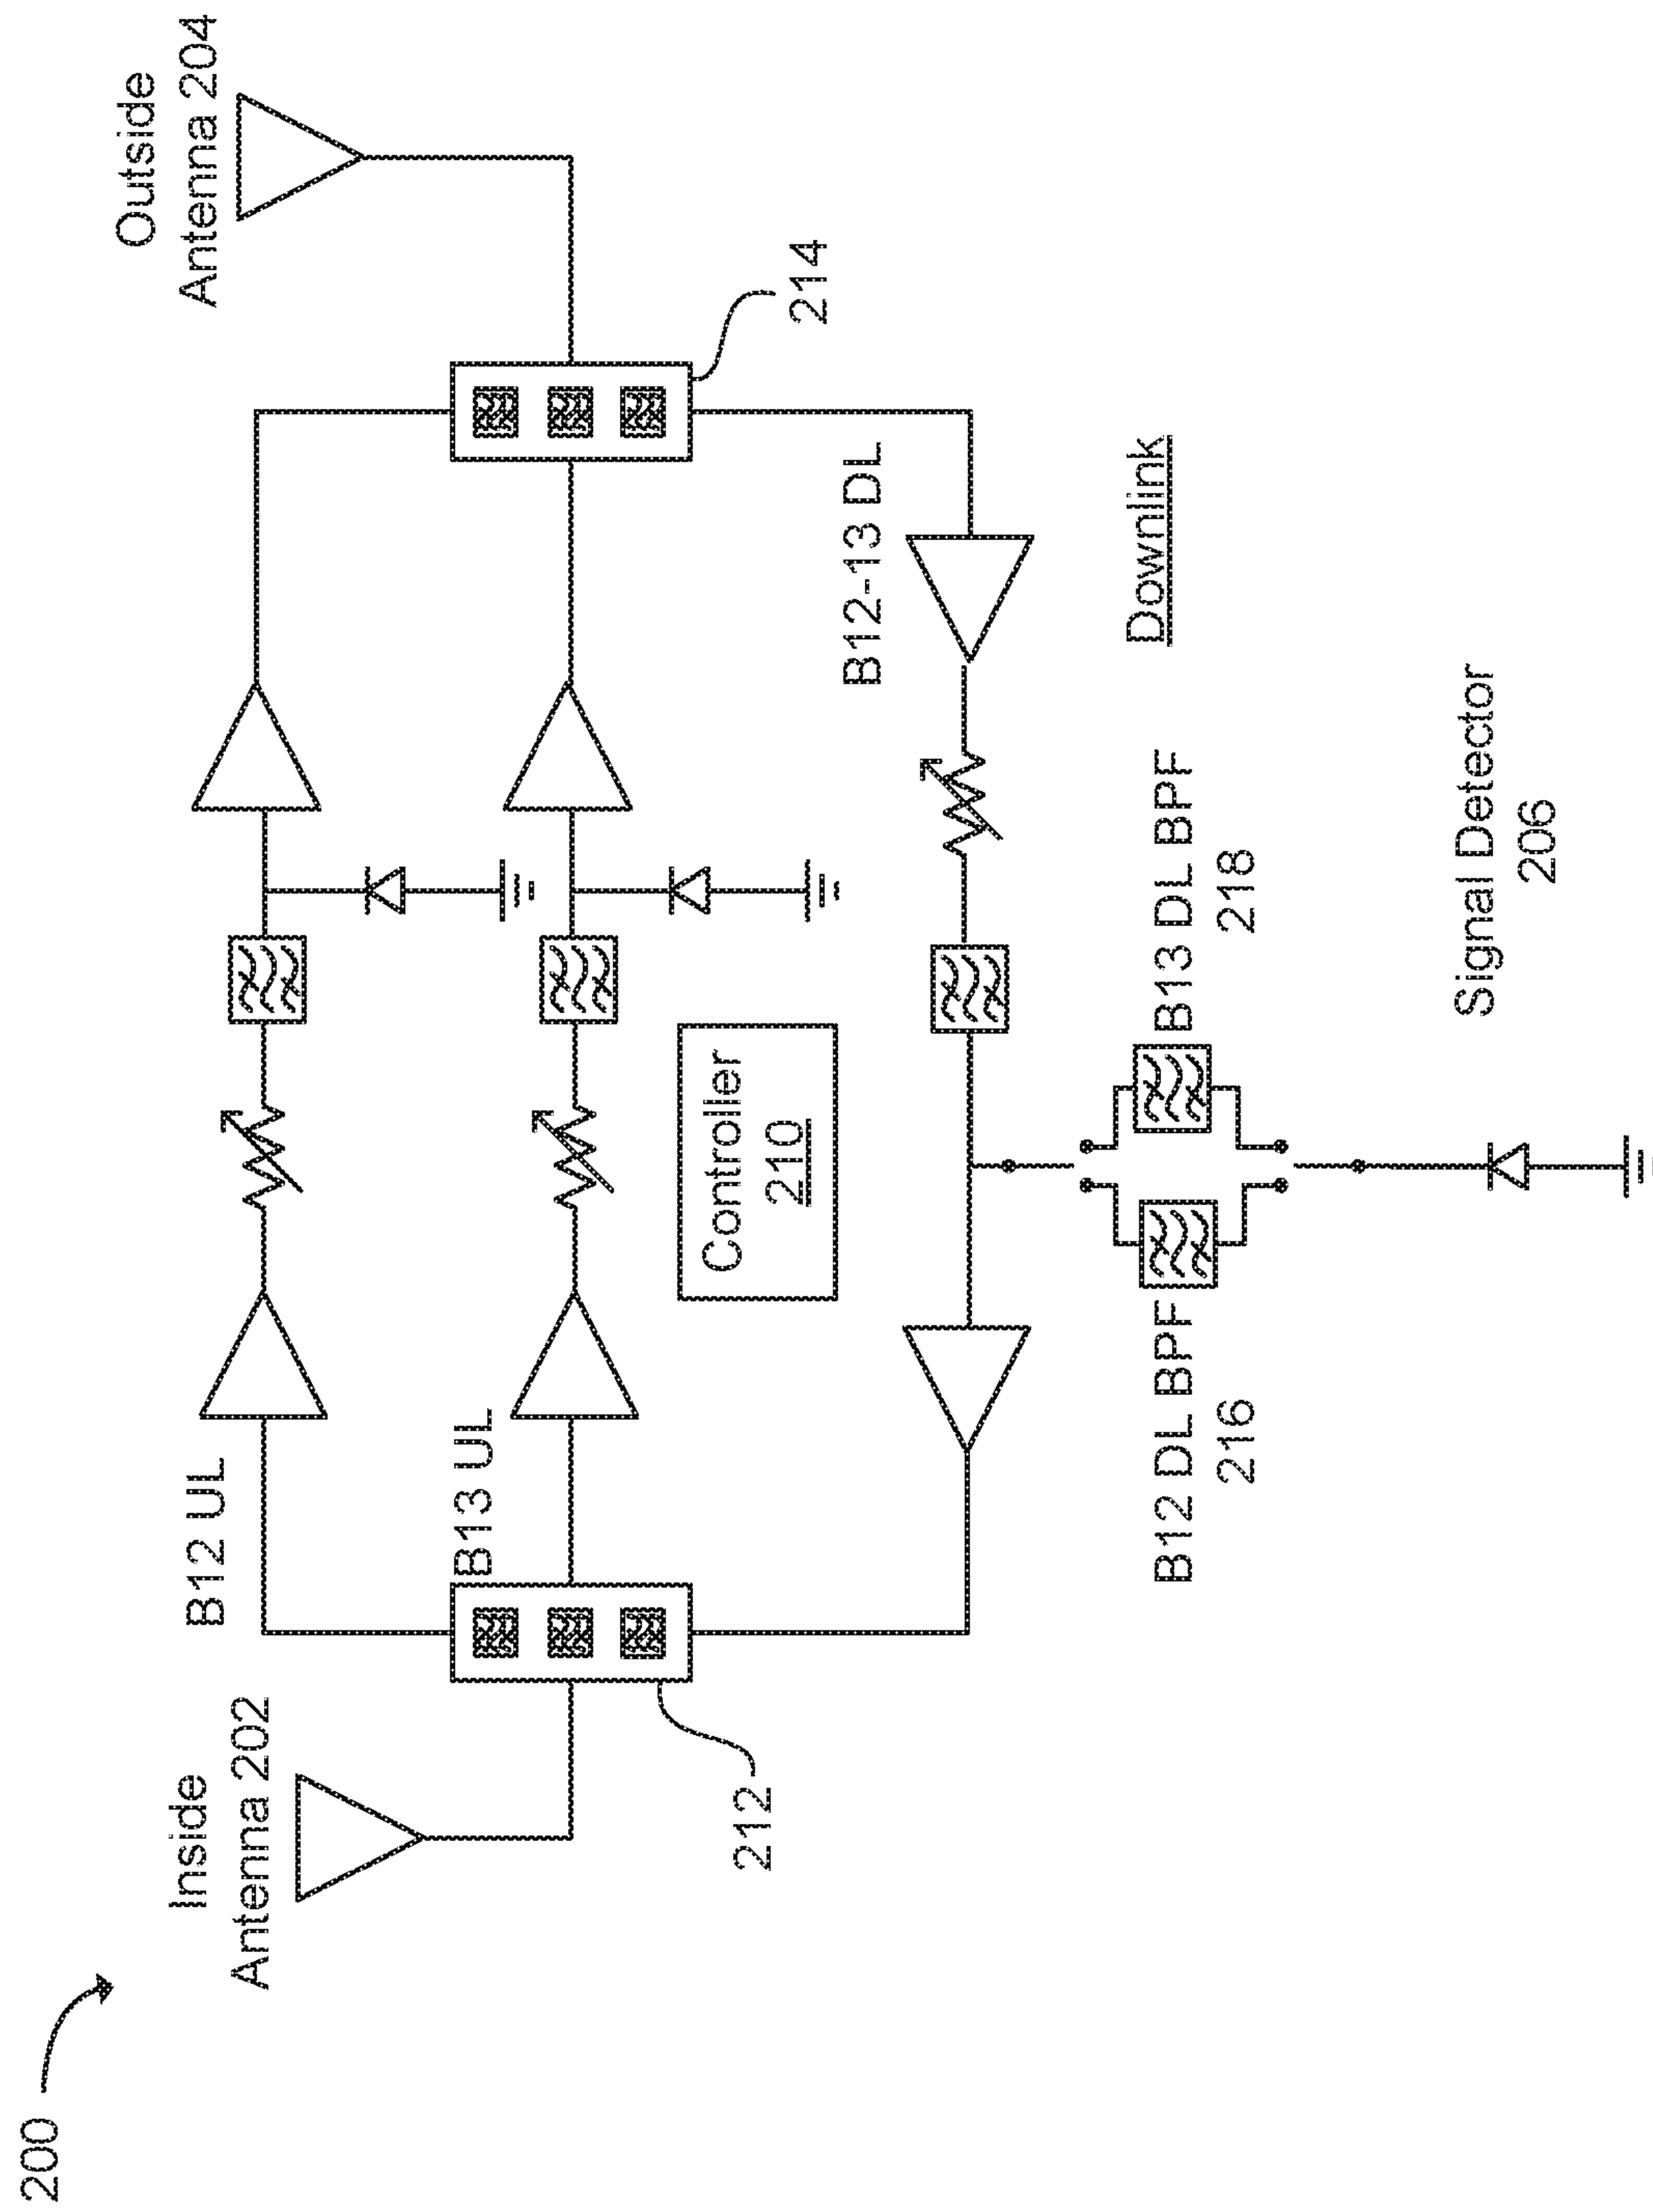 200
Inside
Antenna 202
Outside
Antenna 204
B12 UL
B13 UL
212
214
Controller
210
B12-13 DL
Downlink
B12 DL BPF
216
B13 DL BPF
218
Signal Detector
206